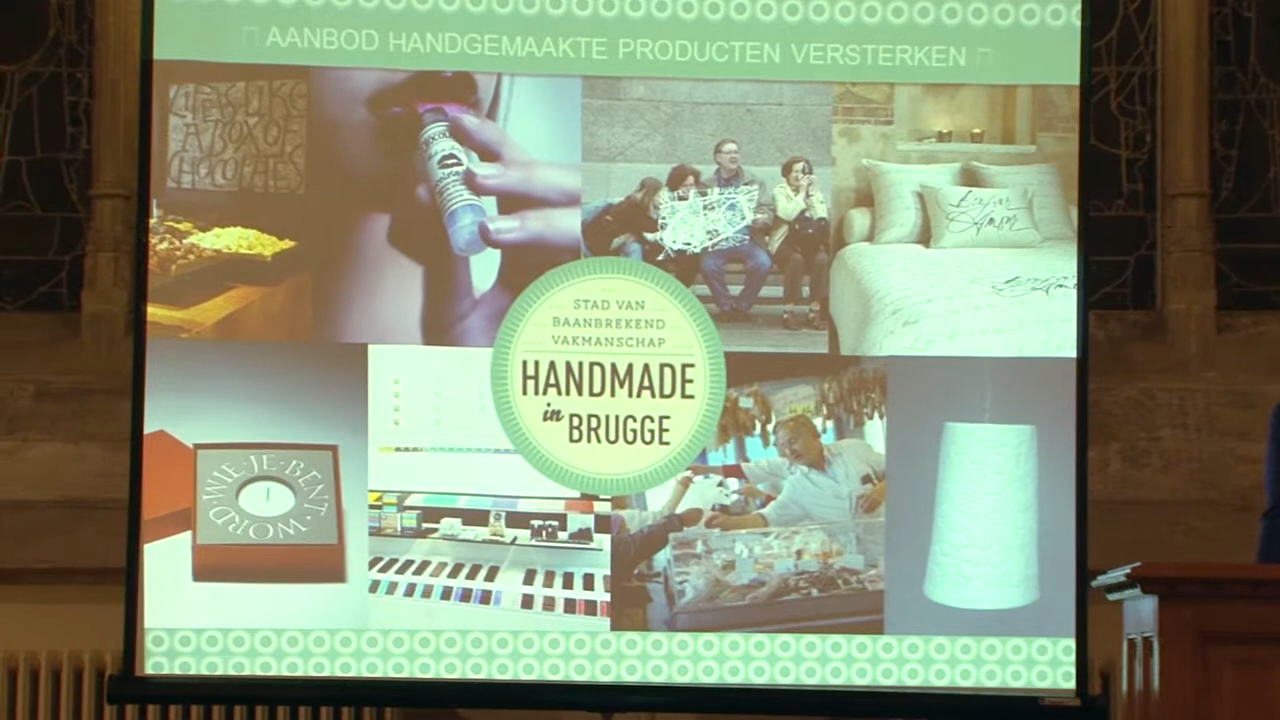 AANBOD HANDGEMAAKTE PRODUCTEN VERSTERKEN
LIFE IS LIKE
A BOX OF
CHOCOLATES
STAD VAN
BAANBREKEND
VAKMANSCHAP
HANDMADE
in
BRUGGE
WORD·WIE·JE·BENT